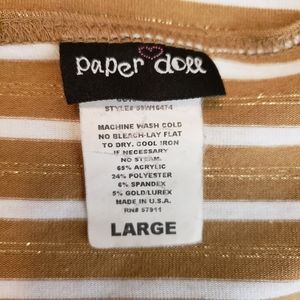 paper doll
MACHINE WASH COLD
NO BLEACH-LAY FLAT
TO DRY. COOL IRON
IF NECESSARY
NO STEAM.
65% ACRYLIC
24% POLYESTER
6% SPANDEX
5% GOLD/LUREX
MADE IN U.S.A.
RN# 57911
LARGE